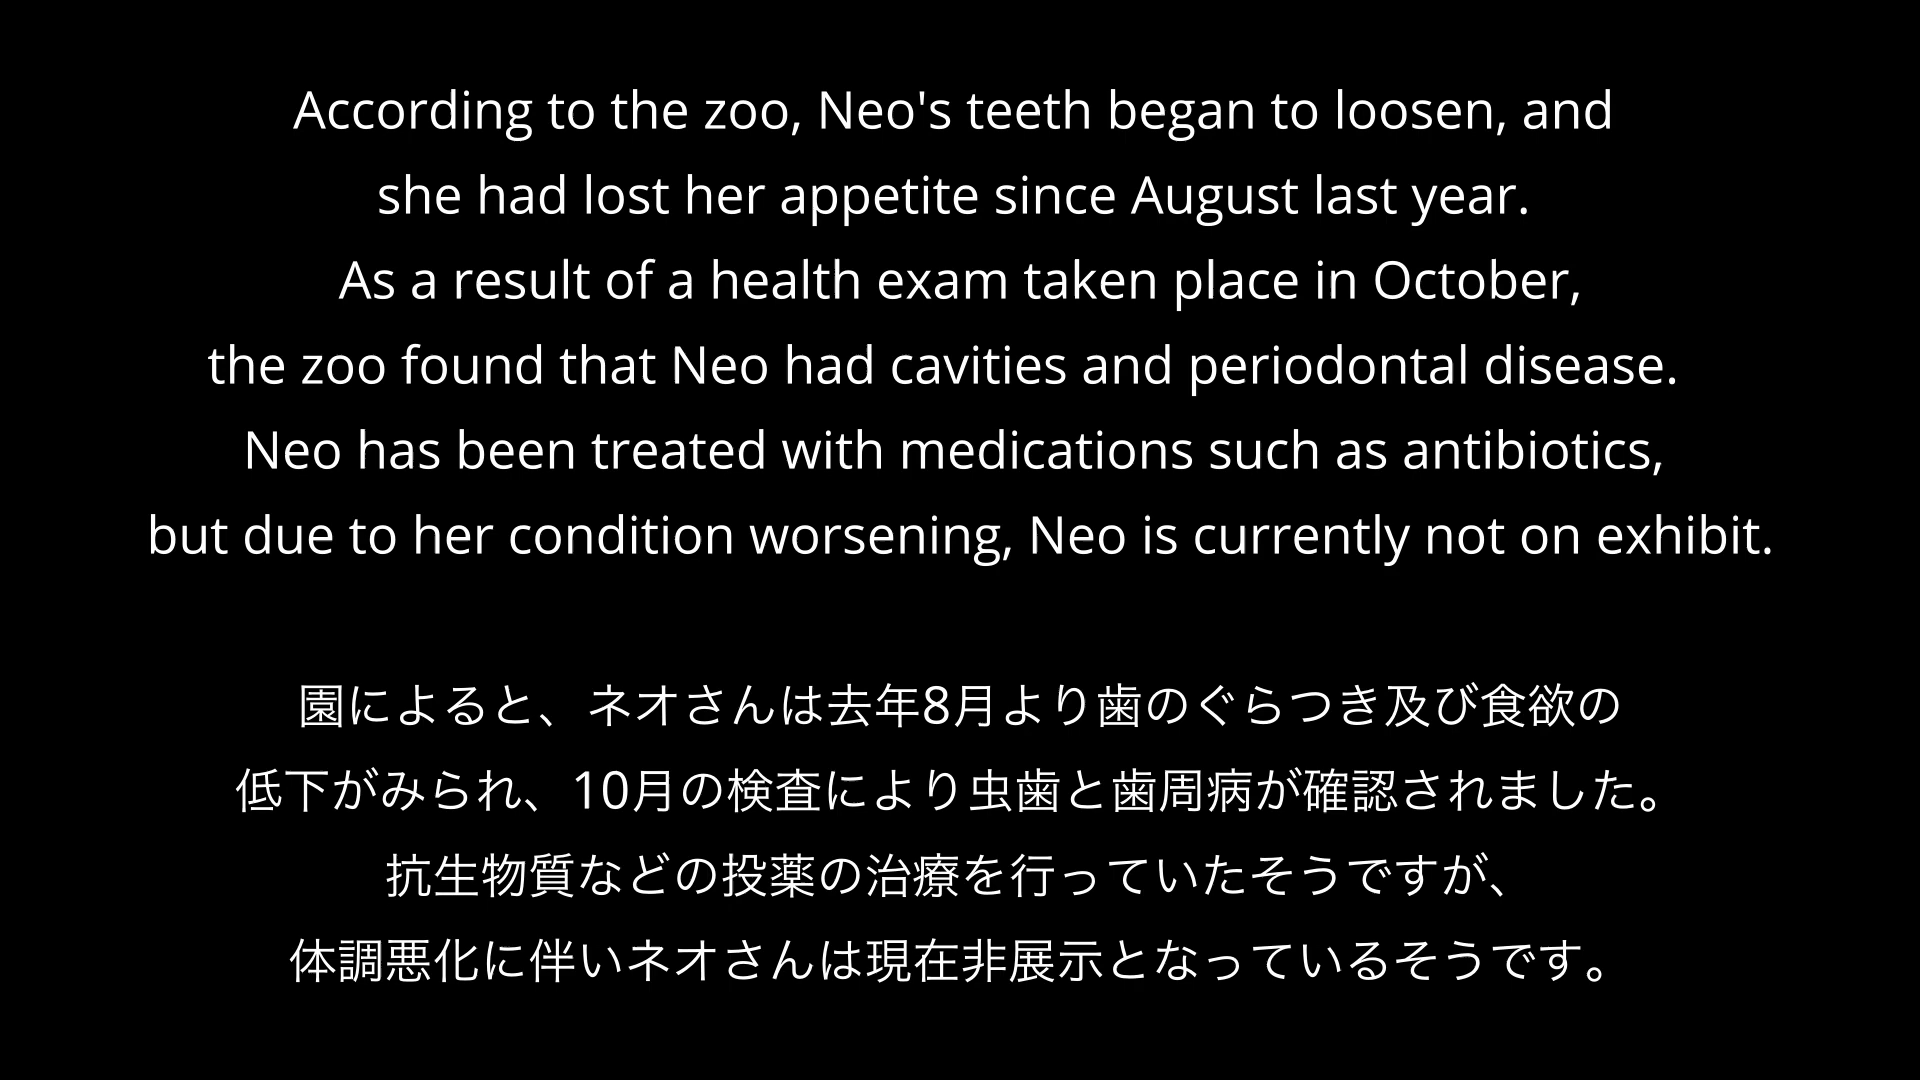 According to the zoo, Neo's teeth began to loosen, and
she had lost her appetite since August last year.
As a result of a health exam taken place in October,
the zoo found that Neo had cavities and periodontal disease.
Neo has been treated with medications such as antibiotics,
but due to her condition worsening, Neo is currently not on exhibit.
園によると、ネオさんは去年8月より歯のぐらつき及び食欲の
低下がみられ、10月の検査により虫歯と歯周病が確認されました。
抗生物質などの投薬の治療を行っていたそうですが、
体調悪化に伴いネオさんは現在非展示となっているそうです。